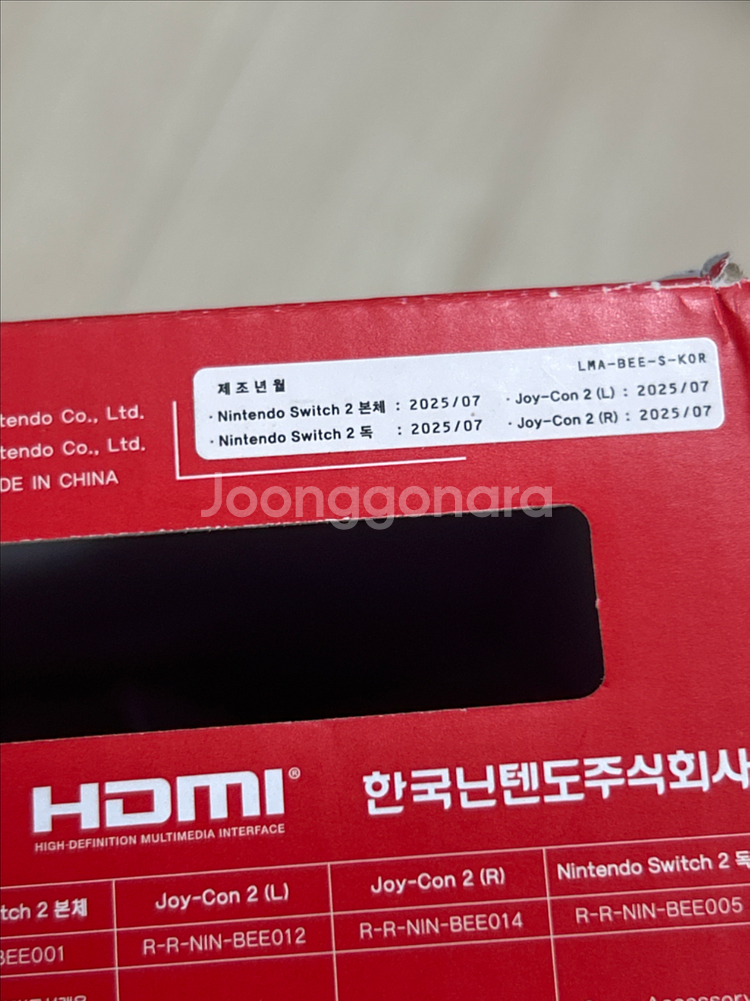 LMA-BEE-S-KOR
제조년월
· Nintendo Switch 2 본체 : 2025/07 · Joy-Con 2 (L) : 2025/07
· Nintendo Switch 2 독 : 2025/07 · Joy-Con 2 (R) : 2025/07
tendo Co., Ltd.
tendo Co., Ltd.
DE IN CHINA
Joonggonara
HDMI®
HIGH-DEFINITION MULTIMEDIA INTERFACE
한국닌텐도주식회사
tch 2 본체 Joy-Con 2 (L) Joy-Con 2 (R) Nintendo Switch 2 독
BEE001 R-R-NIN-BEE012 R-R-NIN-BEE014 R-R-NIN-BEE005